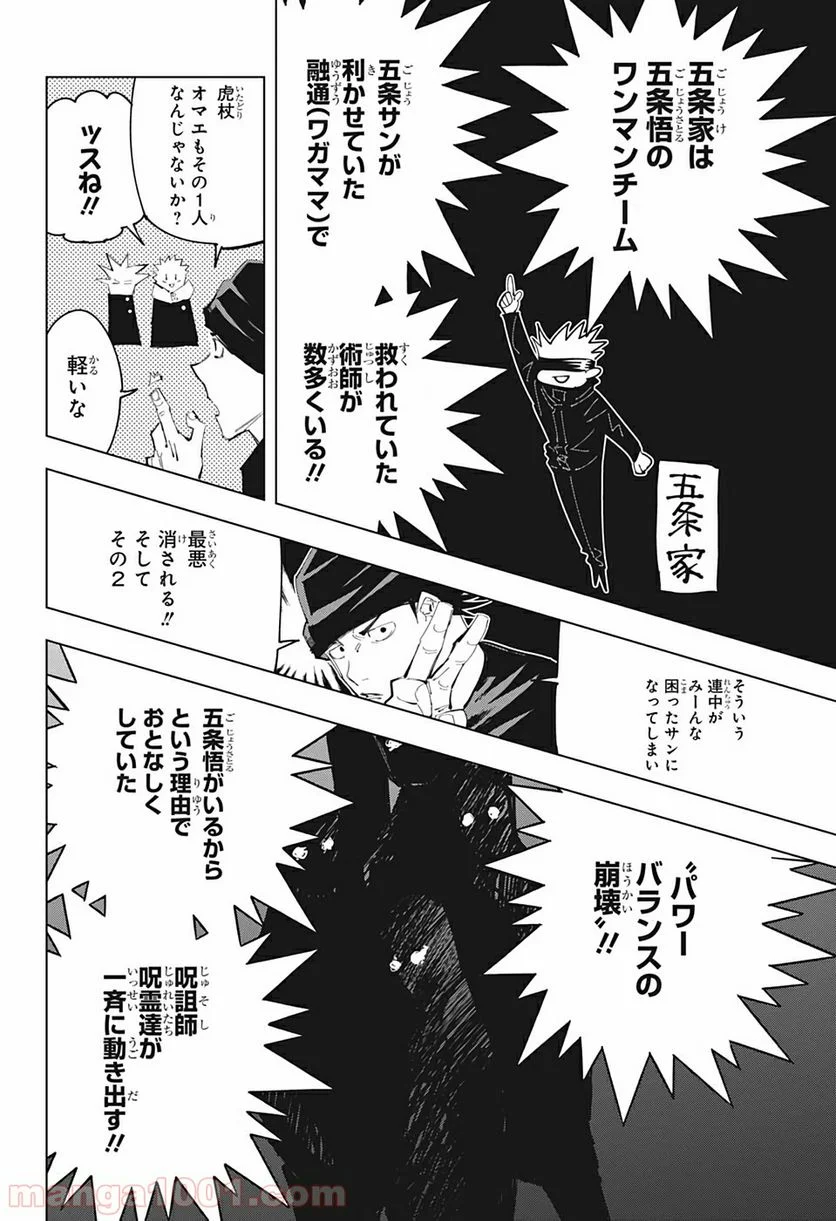 五条家は
五条悟の
ワンマンチーム
五条サンが
利かせていた
融通(ワガママ)で
救われていた
術師が
数多くいる!!
五条家
虎杖
オマエもその1人
なんじゃないか?
ツスね!!
軽いな
そういう
連中が
みーんな
困ったサンに
なってしまい
最悪
消される!!
そして
その2
〝パワー
バランスの
崩壊〟!!
五条悟がいるから
という理由で
おとなしく
していた
呪詛師
呪霊達が
一斉に動き出す!!
manga1001.com